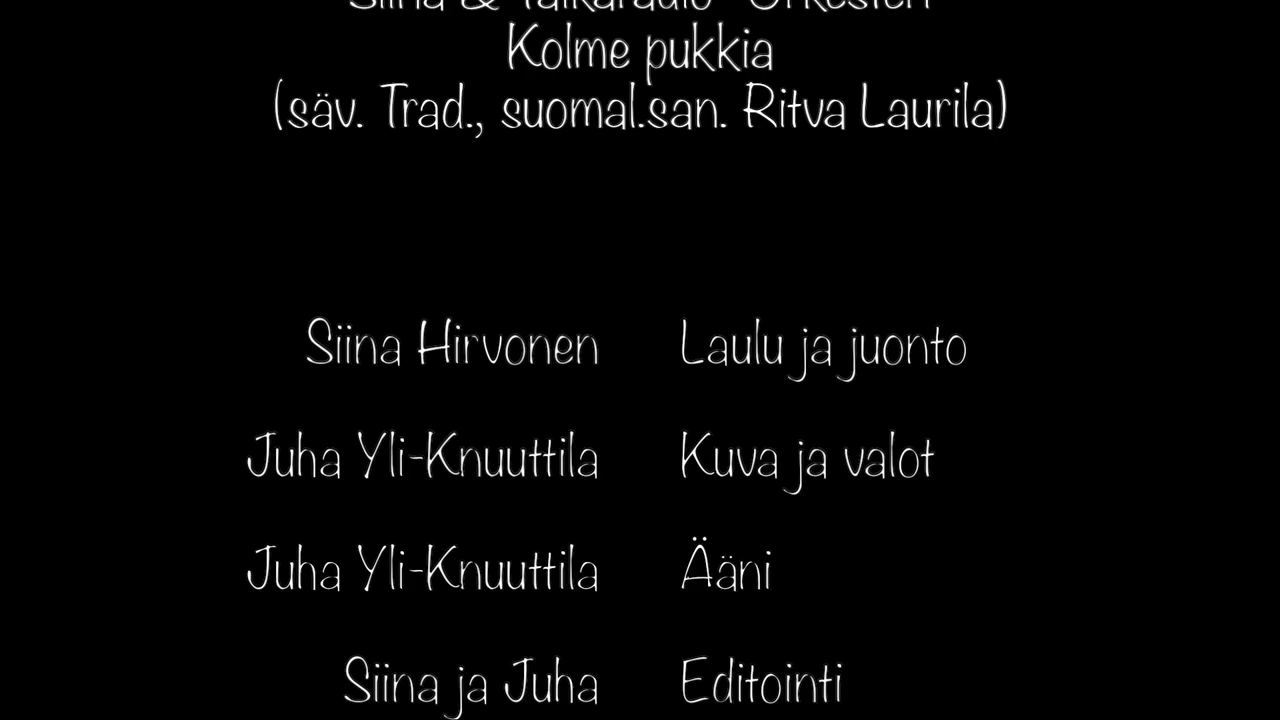 Siina &
Kolme pukkia
(säv. Trad., suomal.san. Ritva Laurila)
Siina Hirvonen Laulu ja juonto
Juha Yli-Knuuttila Kuva ja valot
Juha Yli-Knuuttila Ääni
Siina ja Juha Editointi